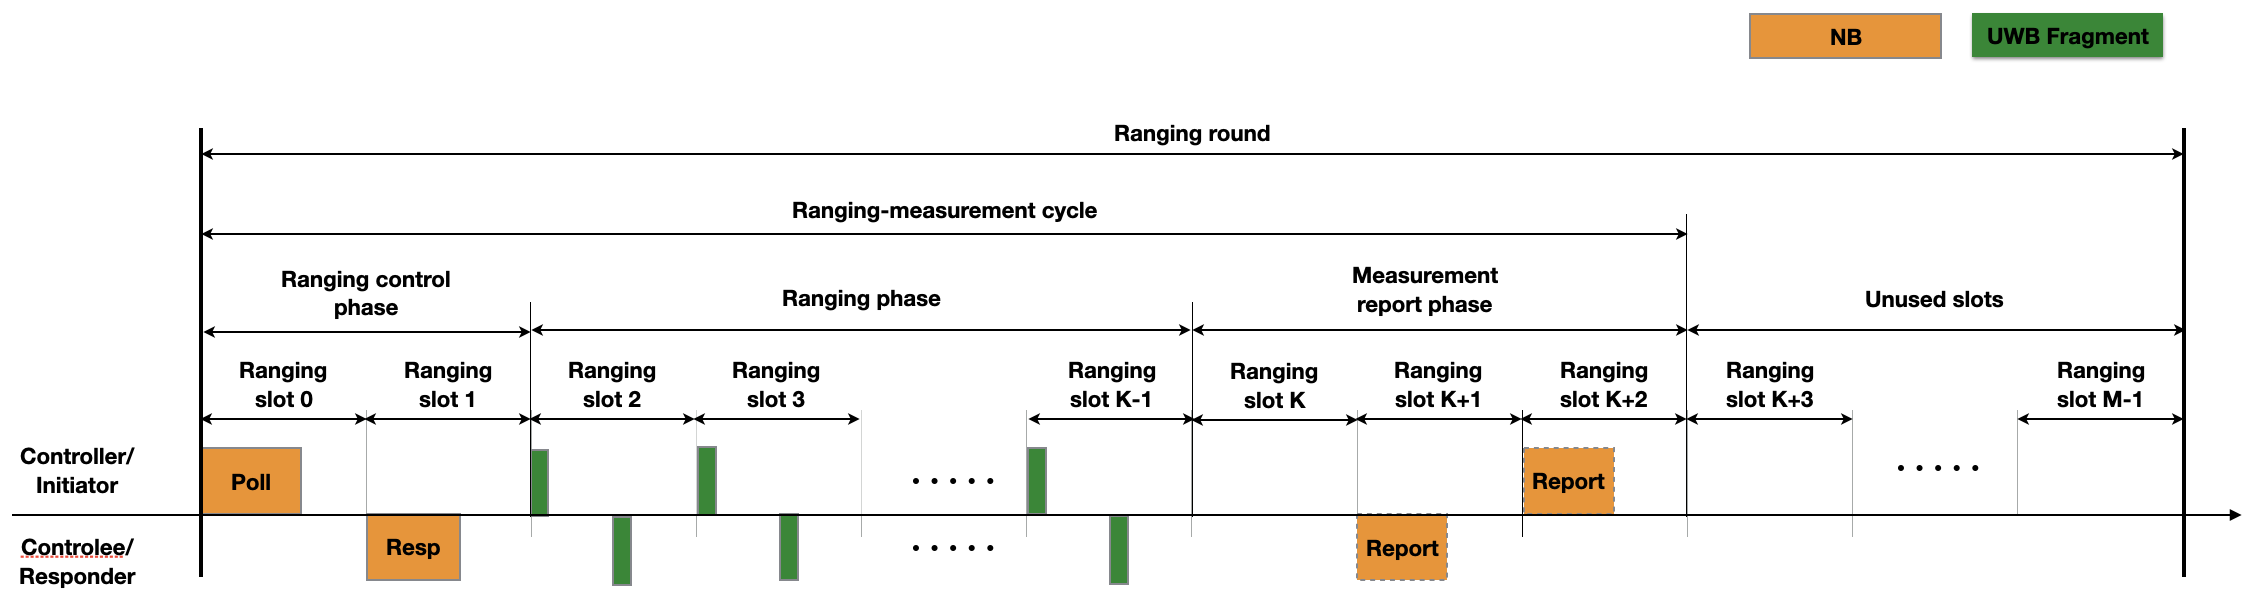 NB
UWB Fragment
Ranging round
Ranging-measurement cycle
Ranging control
phase
Ranging phase
Measurement
report phase
Unused slots
Ranging
slot 0
Ranging
slot 1
Ranging
slot 2
Ranging
slot 3
Ranging
slot K-1
Ranging
slot K
Ranging
slot K+1
Ranging
slot K+2
Ranging
slot K+3
Ranging
slot M-1
Controller/
Initiator
Poll
Report
Controlee/
Responder
Resp
Report